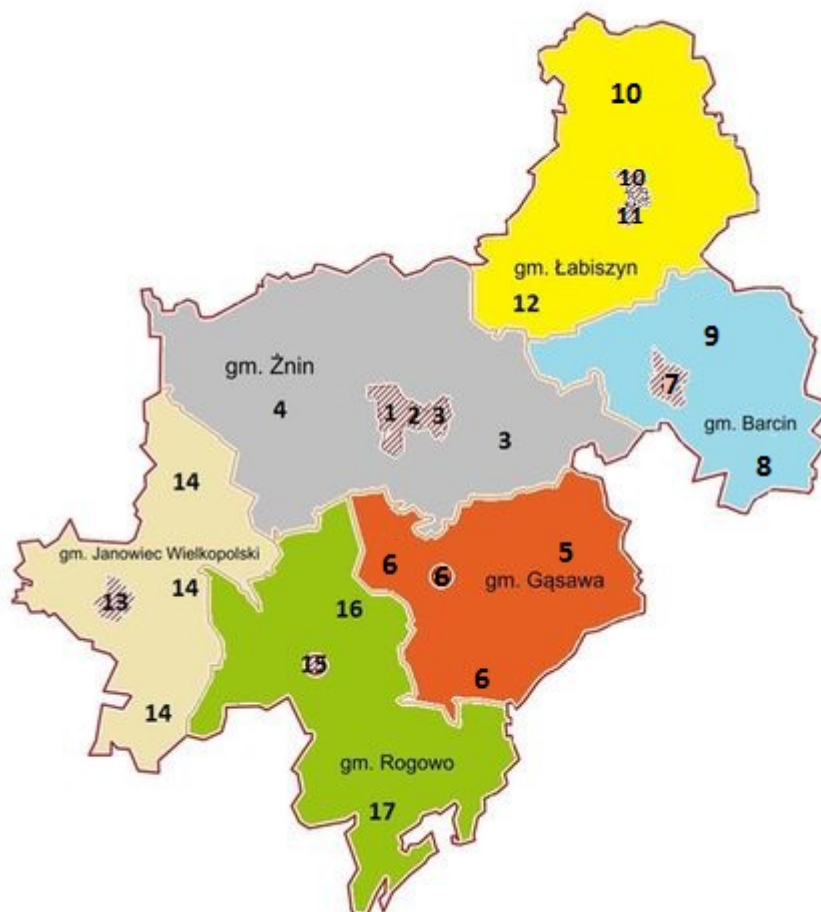 10
10
11
gm. Łabiszyn
12
9
7
gm. Barcin
8
gm. Żnin
4
1 2 3
3
14
gm. Janowiec Wielkopolski
14
13
14
5
6
6
gm. Gąsawa
6
16
15
gm. Rogowo
17